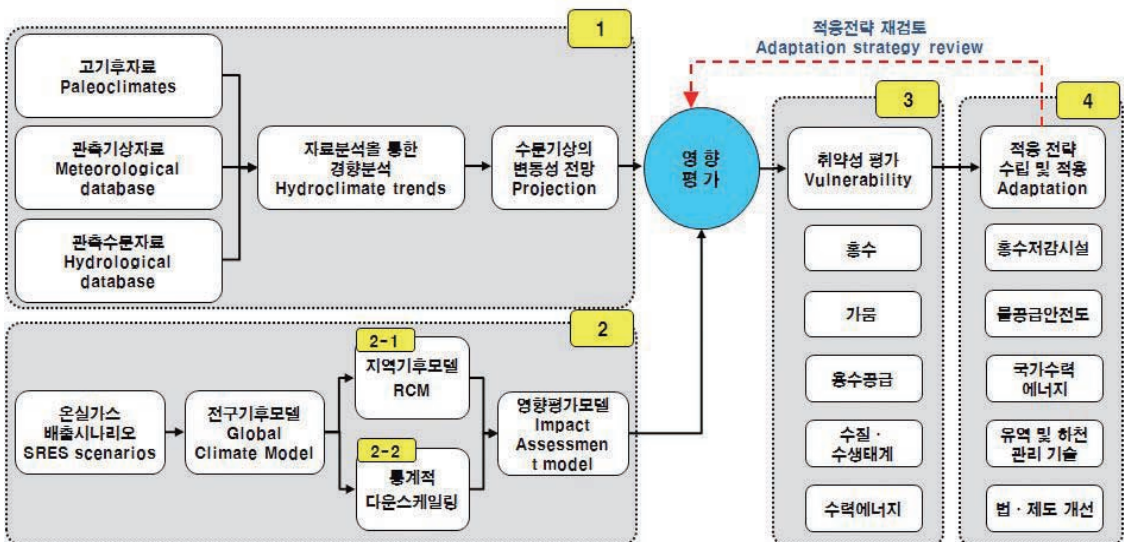 적응전략 재검토
Adaptation strategy review
1
고기후자료
Paleoclimates
관측기상자료
Meteorological
database
관측수문자료
Hydrological
database
자료분석을 통한
경향분석
Hydroclimate trends
수문기상의
변동성 전망
Projection
2
온실가스
배출시나리오
SRES scenarios
전구기후모델
Global
Climate Model
2-1
지역기후모델
RCM
2-2
통계적
다운스케일링
영향평가모델
Impact
Assessmen
t model
영 향
평 가
3
취약성 평가
Vulnerability
홍수
가뭄
용수공급
수질 ·
수생태계
수력에너지
4
적응 전략
수립 및 적용
Adaptation
홍수저감시설
물공급안전도
국가수력
에너지
유역 및 하천
관리 기술
법 · 제도 개선